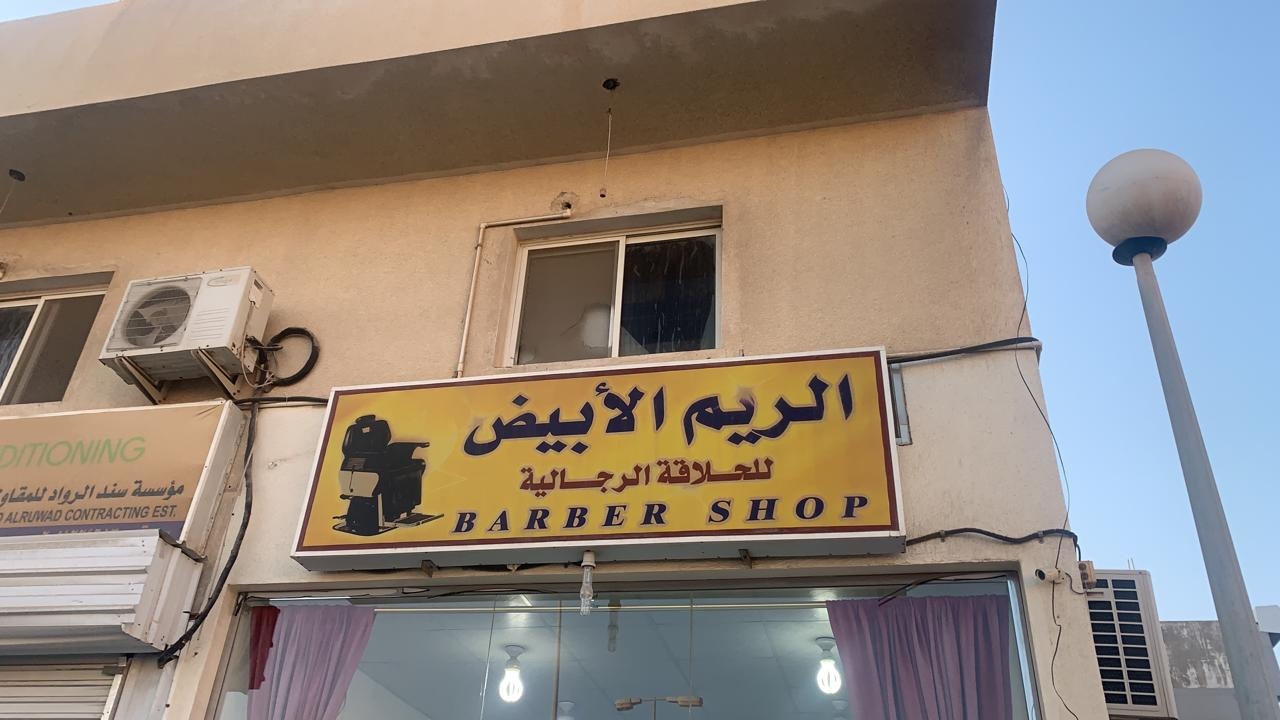 الريم الأبيض
للحلاقة الرجالية
BARBER SHOP
DITIONING
مؤسسة سند الرواد للمقاو
ALRUWAD CONTRACTING EST.